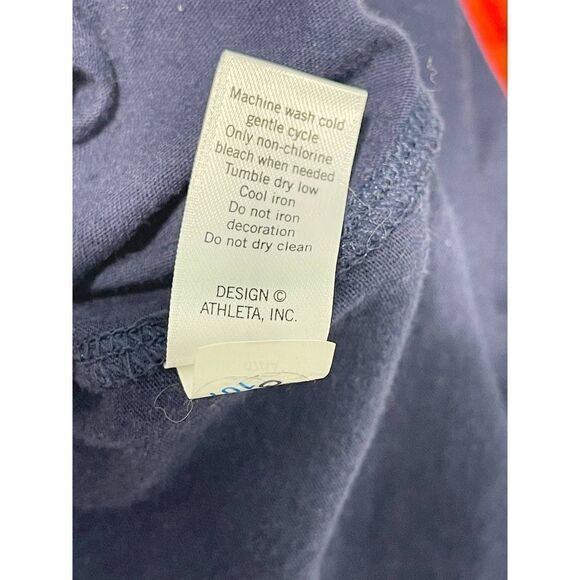 Machine wash cold
gentle cycle
Only non-chlorine
bleach when needed
Tumble dry low
Cool iron
Do not iron
decoration
Do not dry clean
DESIGN ©
ATHLETA, INC.